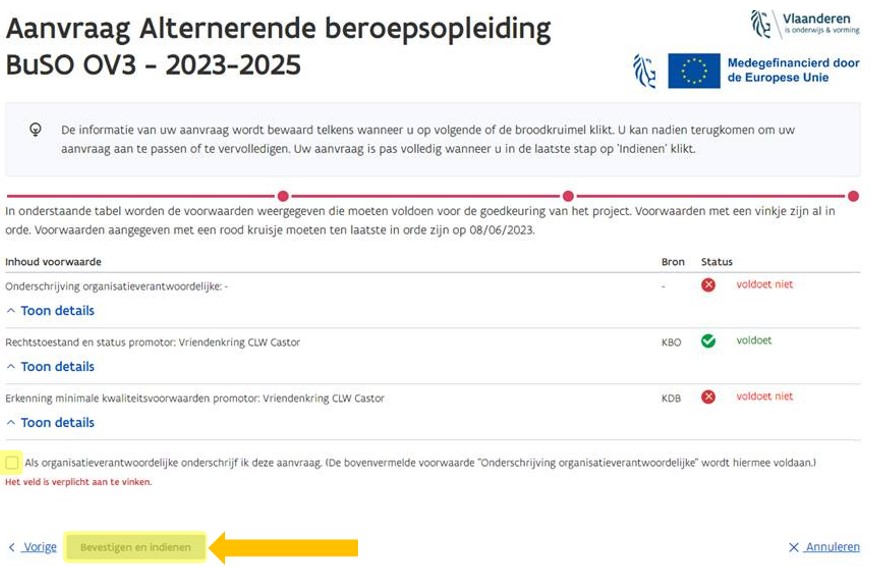 Aanvraag Alternerende beroepsopleiding
BuSO OV3 - 2023-2025
Vlaanderen
is onderwijs & vorming
Medegefinancierd door
de Europese Unie
De informatie van uw aanvraag wordt bewaard telkens wanneer u op volgende of de broodkruimel klikt. U kan nadien terugkomen om uw
aanvraag aan te passen of te vervolledigen. Uw aanvraag is pas volledig wanneer u in de laatste stap op 'Indienen' klikt.
In onderstaande tabel worden de voorwaarden weergegeven die moeten voldoen voor de goedkeuring van het project. Voorwaarden met een vinkje zijn al in
orde. Voorwaarden aangegeven met een rood kruisje moeten ten laatste in orde zijn op 08/06/2023.
Inhoud voorwaarde Bron Status
Onderschrijving organisatieverantwoordelijke: - - voldoet niet
Toon details
Rechtstoestand en status promotor: Vriendenkring CLW Castor KBO voldoet
Toon details
Erkenning minimale kwaliteitsvoorwaarden promotor: Vriendenkring CLW Castor KDB voldoet niet
Toon details
Als organisatieverantwoordelijke onderschrijf ik deze aanvraag. (De bovenvermelde voorwaarde "Onderschrijving organisatieverantwoordelijke" wordt hiermee voldaan.)
Het veld is verplicht aan te vinken.
Vorige Bevestigen en indienen Annuleren